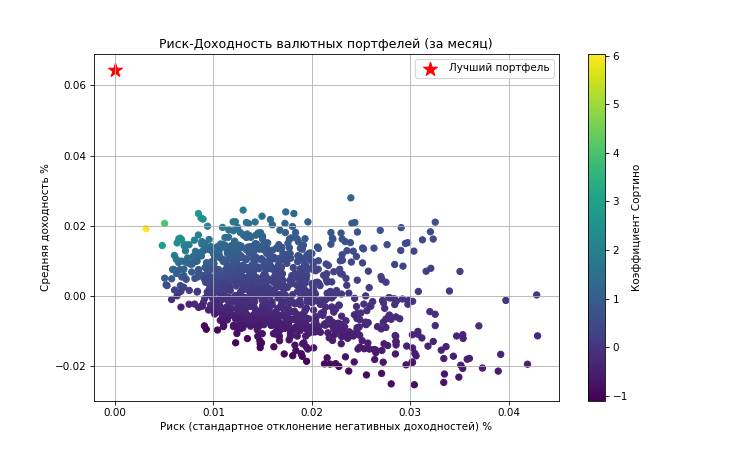 Риск-Доходность валютных портфелей (за месяц)
Лучший портфель
Средняя доходность %
0.06
0.04
0.02
0.00
−0.02
0.00 0.01 0.02 0.03 0.04
Риск (стандартное отклонение негативных доходностей) %
6
5
4
3
2
1
0
−1
Коэффициент Сортино